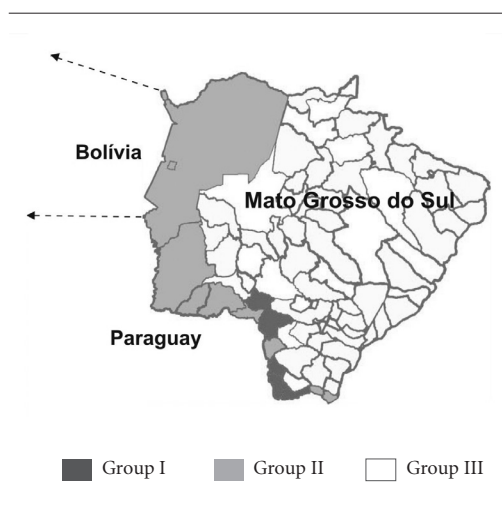 Bolívia
Mato Grosso do Sul
Paraguay
Group I
Group II
Group III